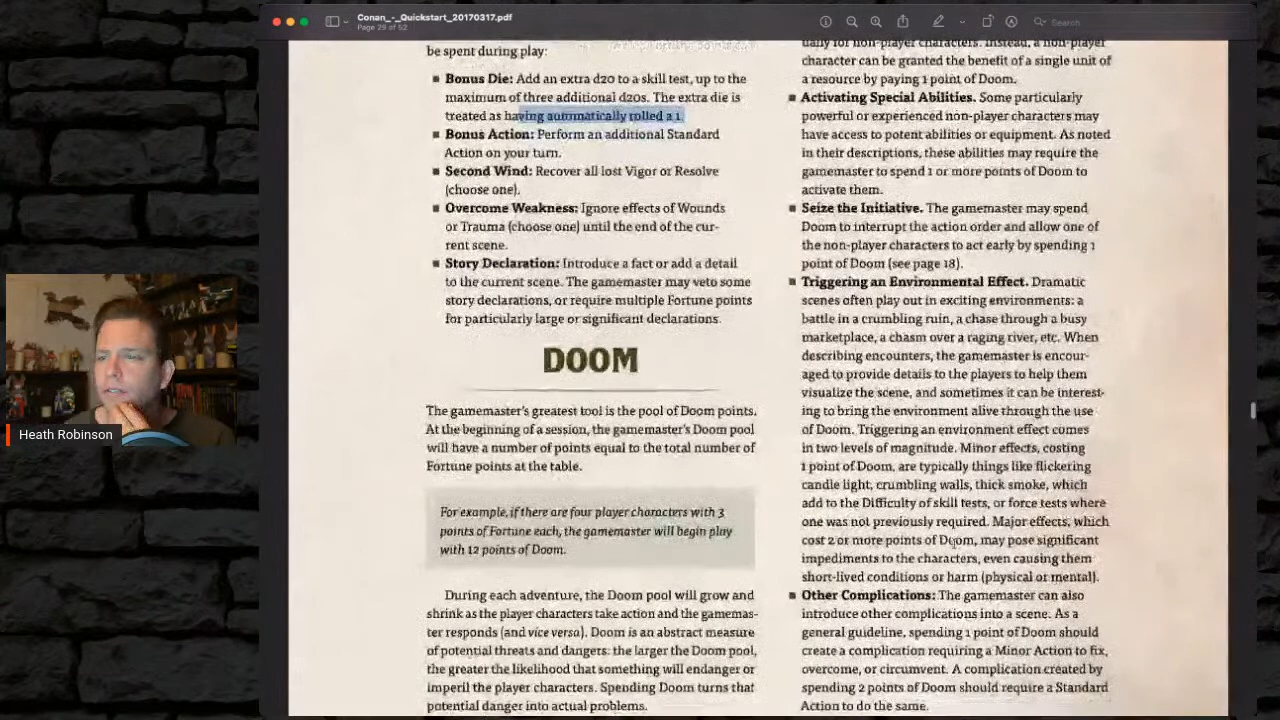 Conan_-_Quickstart_20170317.pdf
Page 29 of 52
Search
be spent during play:
■ Bonus Die: Add an extra d20 to a skill test, up to the
maximum of three additional d20s. The extra die is
treated as having automatically rolled a 1.
■ Bonus Action: Perform an additional Standard
Action on your turn.
■ Second Wind: Recover all lost Vigor or Resolve
(choose one).
■ Overcome Weakness: Ignore effects of Wounds
or Trauma (choose one) until the end of the cur-
rent scene.
■ Story Declaration: Introduce a fact or add a detail
to the current scene. The gamemaster may veto some
story declarations, or require multiple Fortune points
for particularly large or significant declarations.
DOOM
The gamemaster's greatest tool is the pool of Doom points.
At the beginning of a session, the gamemaster's Doom pool
will have a number of points equal to the total number of
Fortune points at the table.
For example, if there are four player characters with 3
points of Fortune each, the gamemaster will begin play
with 12 points of Doom.
During each adventure, the Doom pool will grow and
shrink as the player characters take action and the gamemas-
ter responds (and vice versa). Doom is an abstract measure
of potential threats and dangers: the larger the Doom pool,
the greater the likelihood that something will endanger or
imperil the player characters. Spending Doom turns that
potential danger into actual problems.
ually for non-player characters. Instead, a non-player
character can be granted the benefit of a single unit of
a resource by paying 1 point of Doom.
■ Activating Special Abilities. Some particularly
powerful or experienced non-player characters may
have access to potent abilities or equipment. As noted
in their descriptions, these abilities may require the
gamemaster to spend 1 or more points of Doom to
activate them.
■ Seize the Initiative. The gamemaster may spend
Doom to interrupt the action order and allow one of
the non-player characters to act early by spending 1
point of Doom (see page 18).
■ Triggering an Environmental Effect. Dramatic
scenes often play out in exciting environments: a
battle in a crumbling ruin, a chase through a busy
marketplace, a chasm over a raging river, etc. When
describing encounters, the gamemaster is encour-
aged to provide details to the players to help them
visualize the scene, and sometimes it can be interest-
ing to bring the environment alive through the use
of Doom. Triggering an environment effect comes
in two levels of magnitude. Minor effects, costing
1 point of Doom, are typically things like flickering
candle light, crumbling walls, thick smoke, which
add to the Difficulty of skill tests, or force tests where
one was not previously required. Major effects, which
cost 2 or more points of Doom, may pose significant
impediments to the characters, even causing them
short-lived conditions or harm (physical or mental).
■ Other Complications: The gamemaster can also
introduce other complications into a scene. As a
general guideline, spending 1 point of Doom should
create a complication requiring a Minor Action to fix,
overcome, or circumvent. A complication created by
spending 2 points of Doom should require a Standard
Action to do the same.
Heath Robinson